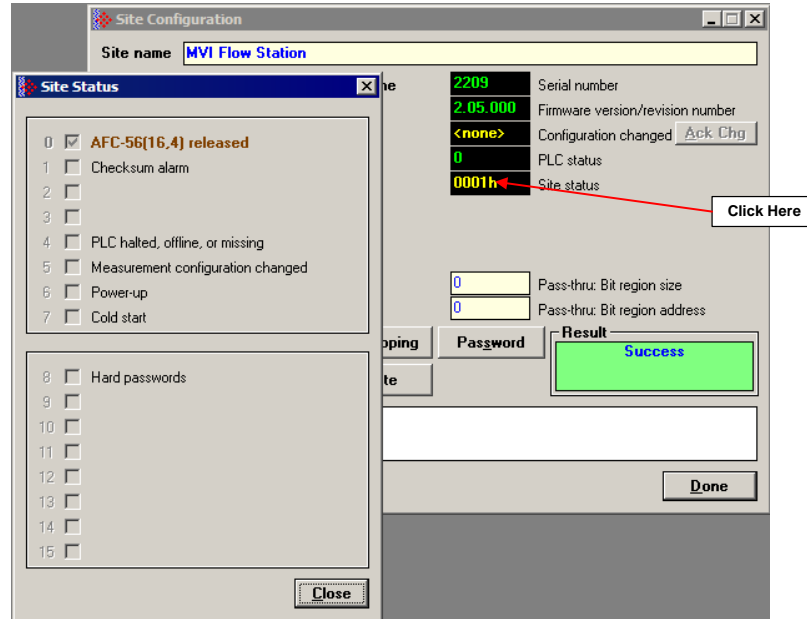 Site Configuration
Site name MVI Flow Station
Site Status
2209 Serial number
2.05.000 Firmware version/revision number
<none> Configuration changed Ack Chg
0 PLC status
0001h Site status
Click Here
0 AFC-56(16,4) released
1 Checksum alarm
2
3
4 PLC halted, offline, or missing
5 Measurement configuration changed
6 Power-up
7 Cold start
0 Pass-thru: Bit region size
0 Pass-thru: Bit region address
Password
Result
Success
8 Hard passwords
9
10
11
12
13
14
15
Done
Close